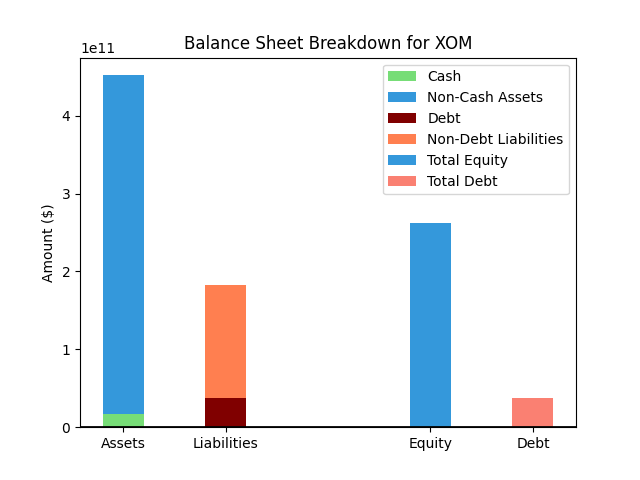 Balance Sheet Breakdown for XOM
1e11
Cash
Non-Cash Assets
Debt
Non-Debt Liabilities
Total Equity
Total Debt
Amount ($)
4
3
2
1
0
Assets Liabilities Equity Debt